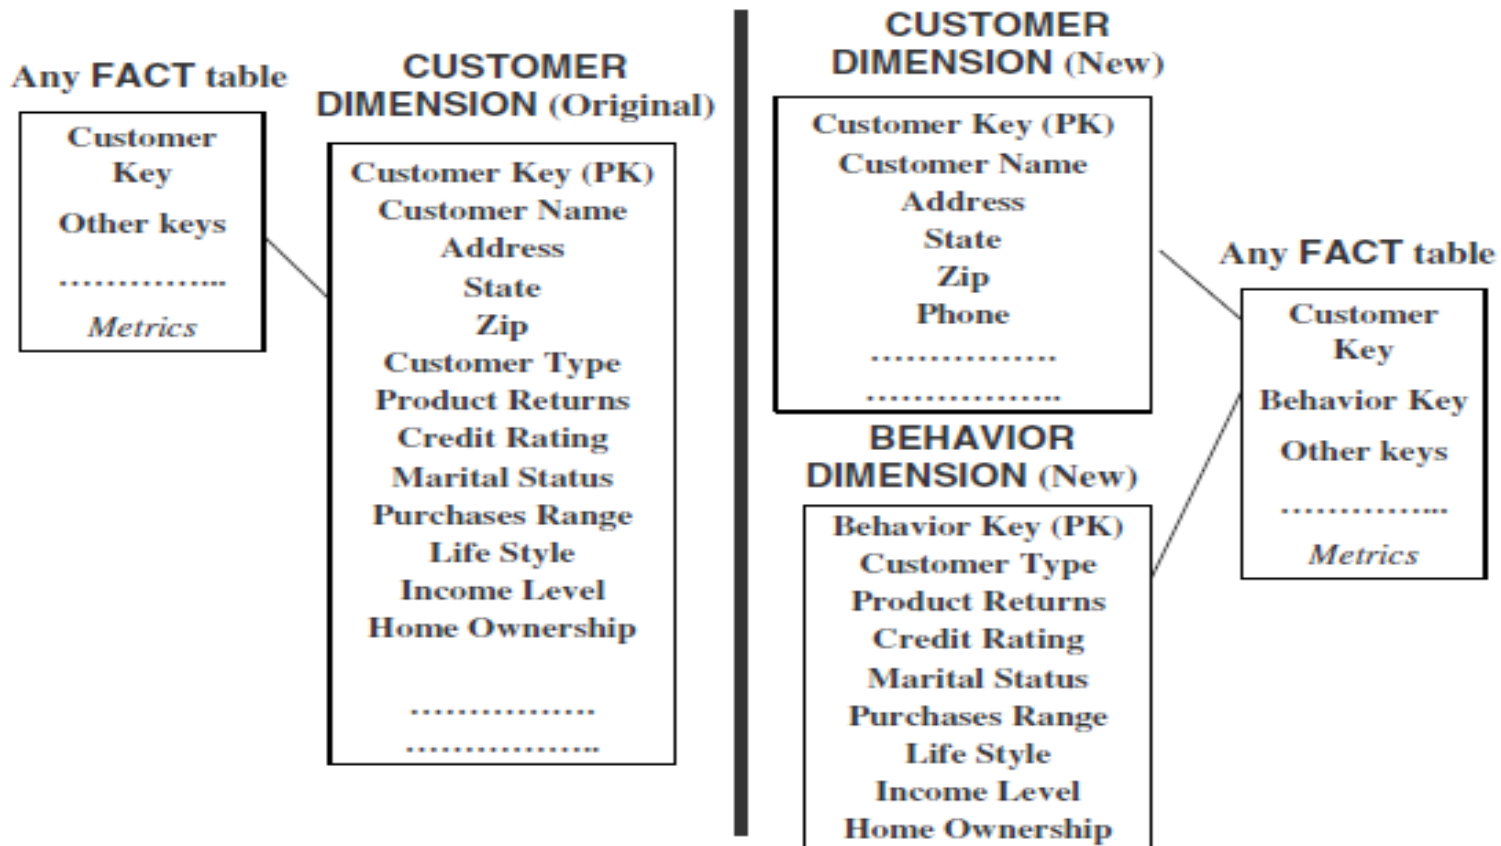 Any FACT table
Customer
Key
Other keys
................
Metrics
CUSTOMER
DIMENSION (Original)
Customer Key (PK)
Customer Name
Address
State
Zip
Customer Type
Product Returns
Credit Rating
Marital Status
Purchases Range
Life Style
Income Level
Home Ownership
................
.................
CUSTOMER
DIMENSION (New)
Customer Key (PK)
Customer Name
Address
State
Zip
Phone
................
.................
BEHAVIOR
DIMENSION (New)
Behavior Key (PK)
Customer Type
Product Returns
Credit Rating
Marital Status
Purchases Range
Life Style
Income Level
Home Ownership
Any FACT table
Customer
Key
Behavior Key
Other keys
................
Metrics